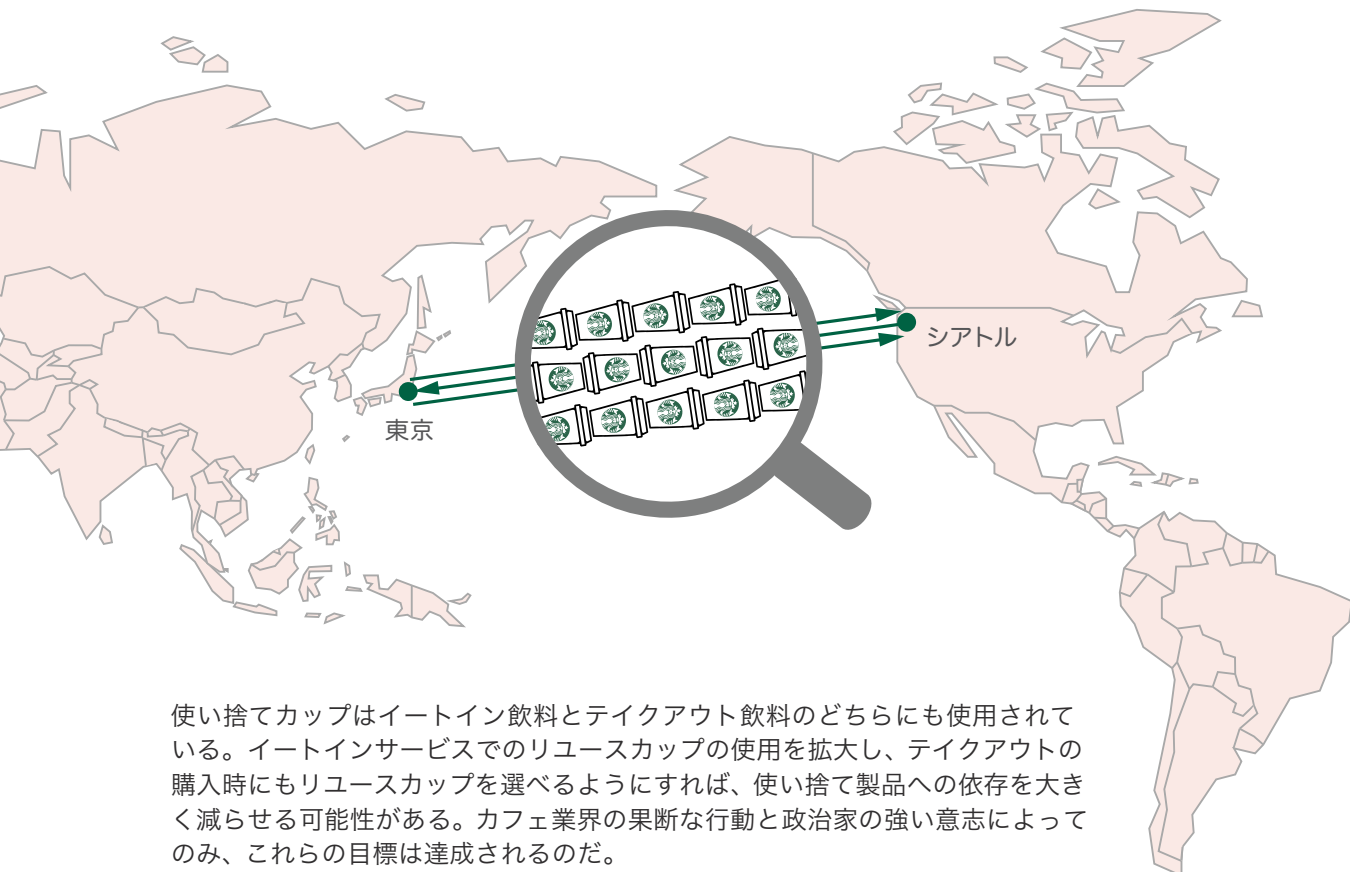 シアトル
東京
使い捨てカップはイートイン飲料とテイクアウト飲料のどちらにも使用されて
いる。イートインサービスでのリユースカップの使用を拡大し、テイクアウトの
購入時にもリユースカップを選べるようにすれば、使い捨て製品への依存を大き
く減らせる可能性がある。カフェ業界の果断な行動と政治家の強い意志によって
のみ、これらの目標は達成されるのだ。